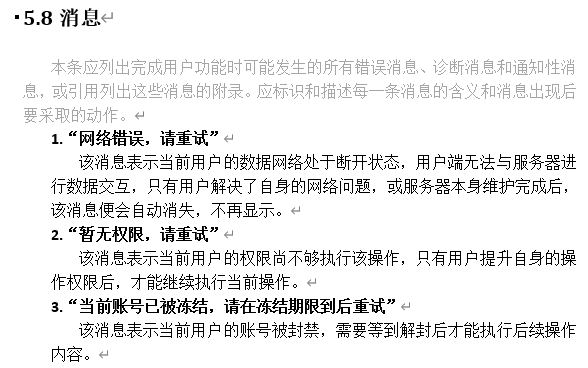 5.8 消息
本条应列出完成用户功能时可能发生的所有错误消息、诊断消息和通知性消
息，或引用列出这些消息的附录。应标识和描述每一条消息的含义和消息出现后
要采取的动作。
1.“网络错误，请重试”
该消息表示当前用户的数据网络处于断开状态，用户端无法与服务器进
行数据交互，只有用户解决了自身的网络问题，或服务器本身维护完成后，
该消息便会自动消失，不再显示。
2.“暂无权限，请重试”
该消息表示当前用户的权限尚不够执行该操作，只有用户提升自身的操
作权限后，才能继续执行当前操作。
3.“当前账号已被冻结，请在冻结期限到后重试”
该消息表示当前用户的账号被封禁，需要等到解封后才能执行后续操作
内容。